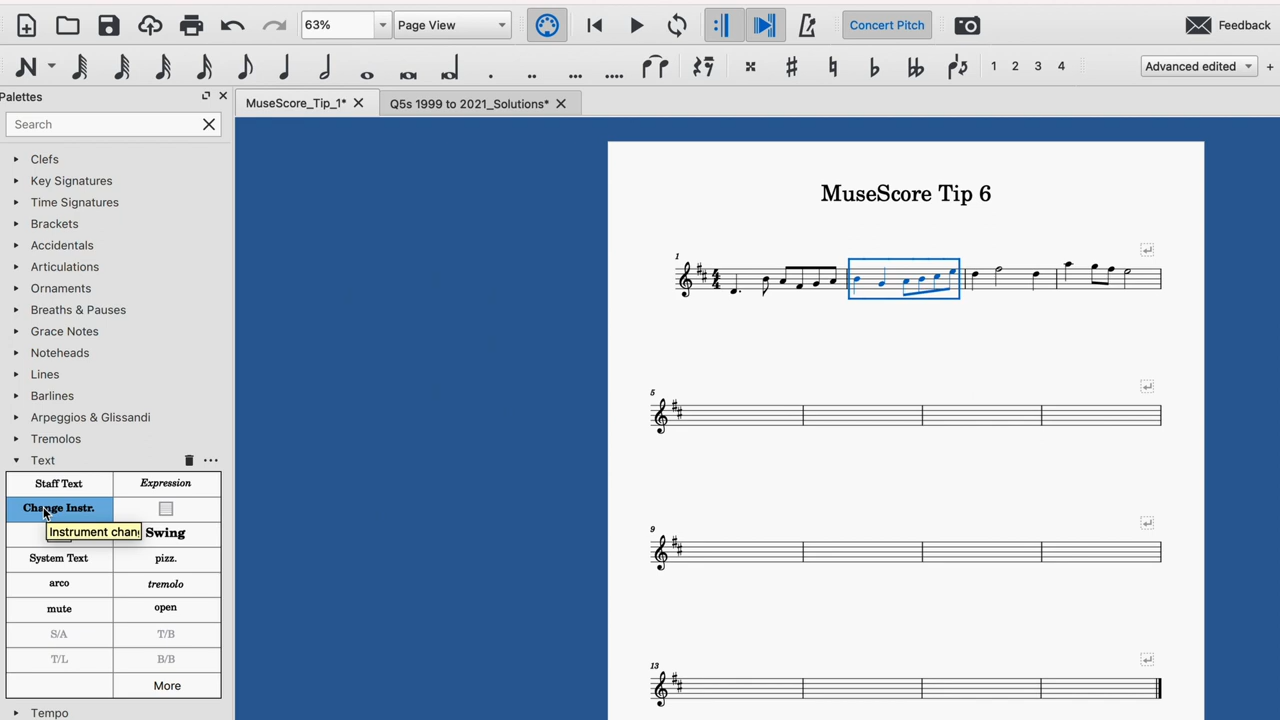 63%
Page View
Concert Pitch
Feedback
1 2 3 4
Advanced edited
+
Palettes
MuseScore_Tip_1*
Q5s 1999 to 2021_Solutions*
Search
Clefs
Key Signatures
Time Signatures
Brackets
Accidentals
Articulations
Ornaments
Breaths & Pauses
Grace Notes
Noteheads
Lines
Barlines
Arpeggios & Glissandi
Tremolos
Text
Staff Text
Expression
Change Instr.
Instrument chang
Swing
System Text
pizz.
arco
tremolo
mute
open
S/A
T/B
T/L
B/B
More
Tempo
MuseScore Tip 6
1
4
4
5
9
13